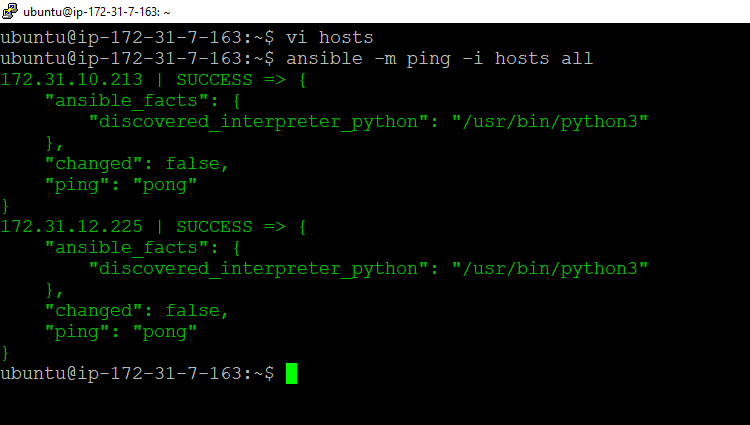 ubuntu@ip-172-31-7-163: ~
ubuntu@ip-172-31-7-163:~$ vi hosts
ubuntu@ip-172-31-7-163:~$ ansible -m ping -i hosts all
172.31.10.213 | SUCCESS => {
    "ansible_facts": {
        "discovered_interpreter_python": "/usr/bin/python3"
    },
    "changed": false,
    "ping": "pong"
}
172.31.12.225 | SUCCESS => {
    "ansible_facts": {
        "discovered_interpreter_python": "/usr/bin/python3"
    },
    "changed": false,
    "ping": "pong"
}
ubuntu@ip-172-31-7-163:~$